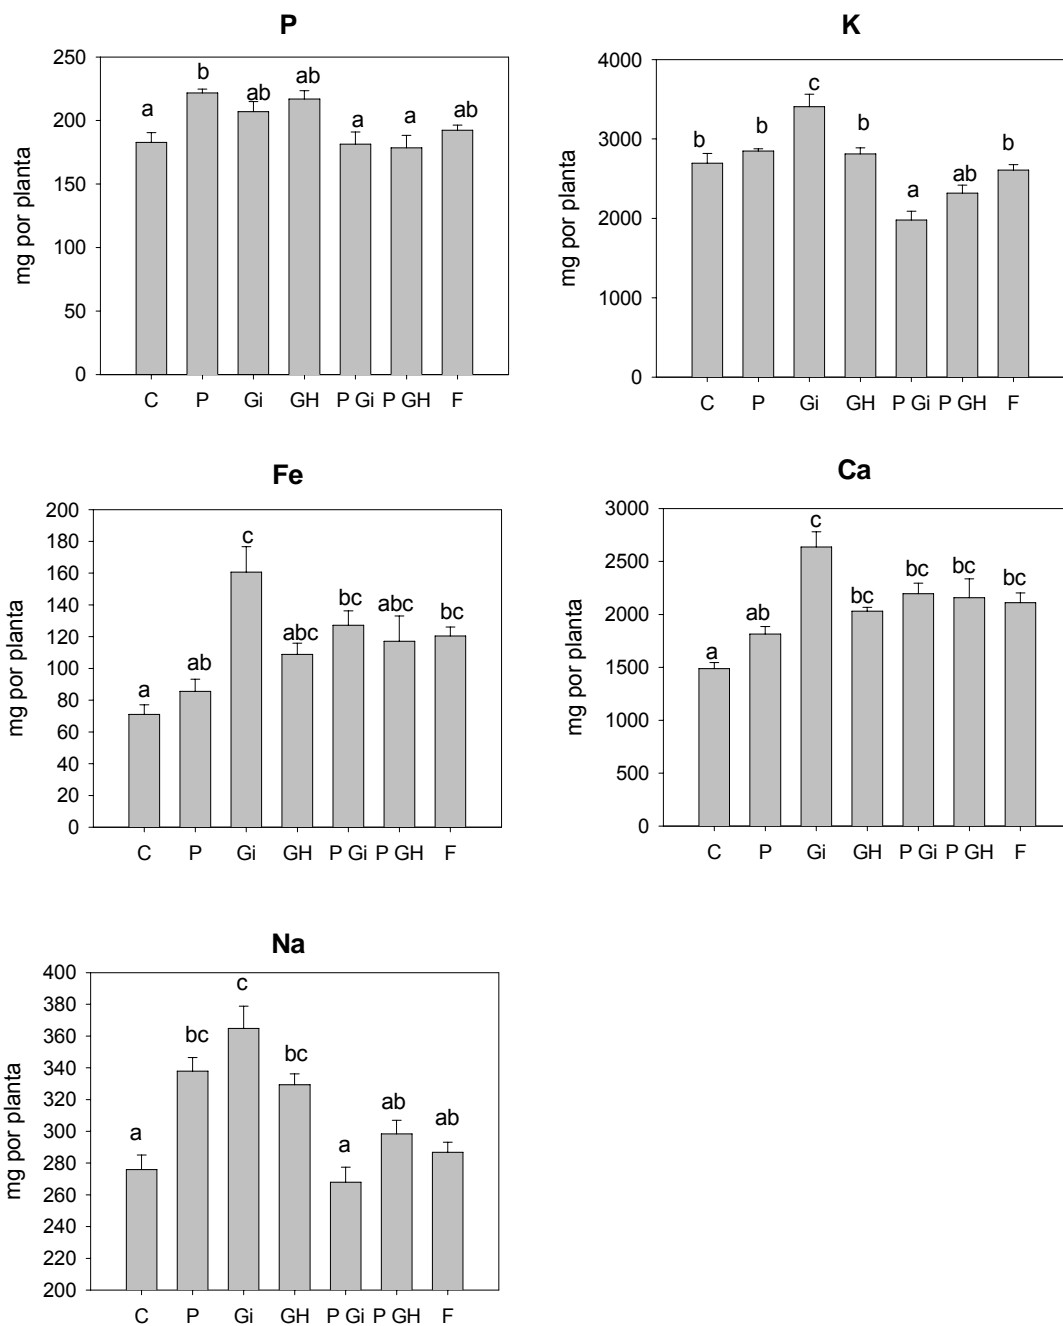 P
250
200
150
100
50
0
mg por planta
a
b
ab
ab
a
a
a
C P Gi GH P Gi P GH F
K
4000
3000
2000
1000
0
mg por planta
b
b
c
b
a
ab
b
C P Gi GH P Gi P GH F
Fe
200
180
160
140
120
100
80
60
40
20
0
mg por planta
a
ab
c
abc
bc
abc
bc
C P Gi GH P Gi P GH F
Ca
3000
2500
2000
1500
1000
500
0
mg por planta
a
ab
c
bc
bc
bc
bc
C P Gi GH P Gi P GH F
Na
400
380
360
340
320
300
280
260
240
220
200
mg por planta
a
bc
c
bc
a
ab
ab
C P Gi GH P Gi P GH F